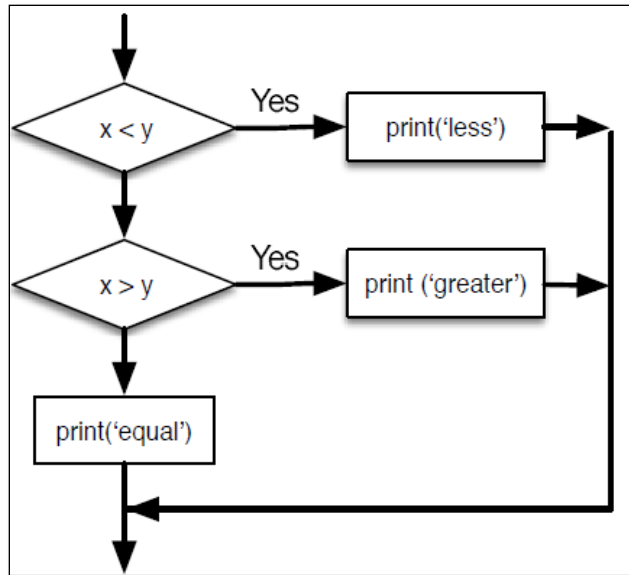 Yes
x < y
print(‘less’)
Yes
x > y
print (‘greater’)
print(‘equal’)